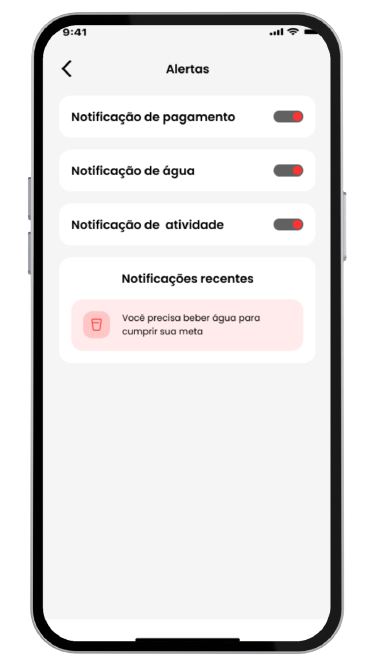 9:41
Alertas
Notificação de pagamento
Notificação de água
Notificação de atividade
Notificações recentes
Você precisa beber água para
cumprir sua meta